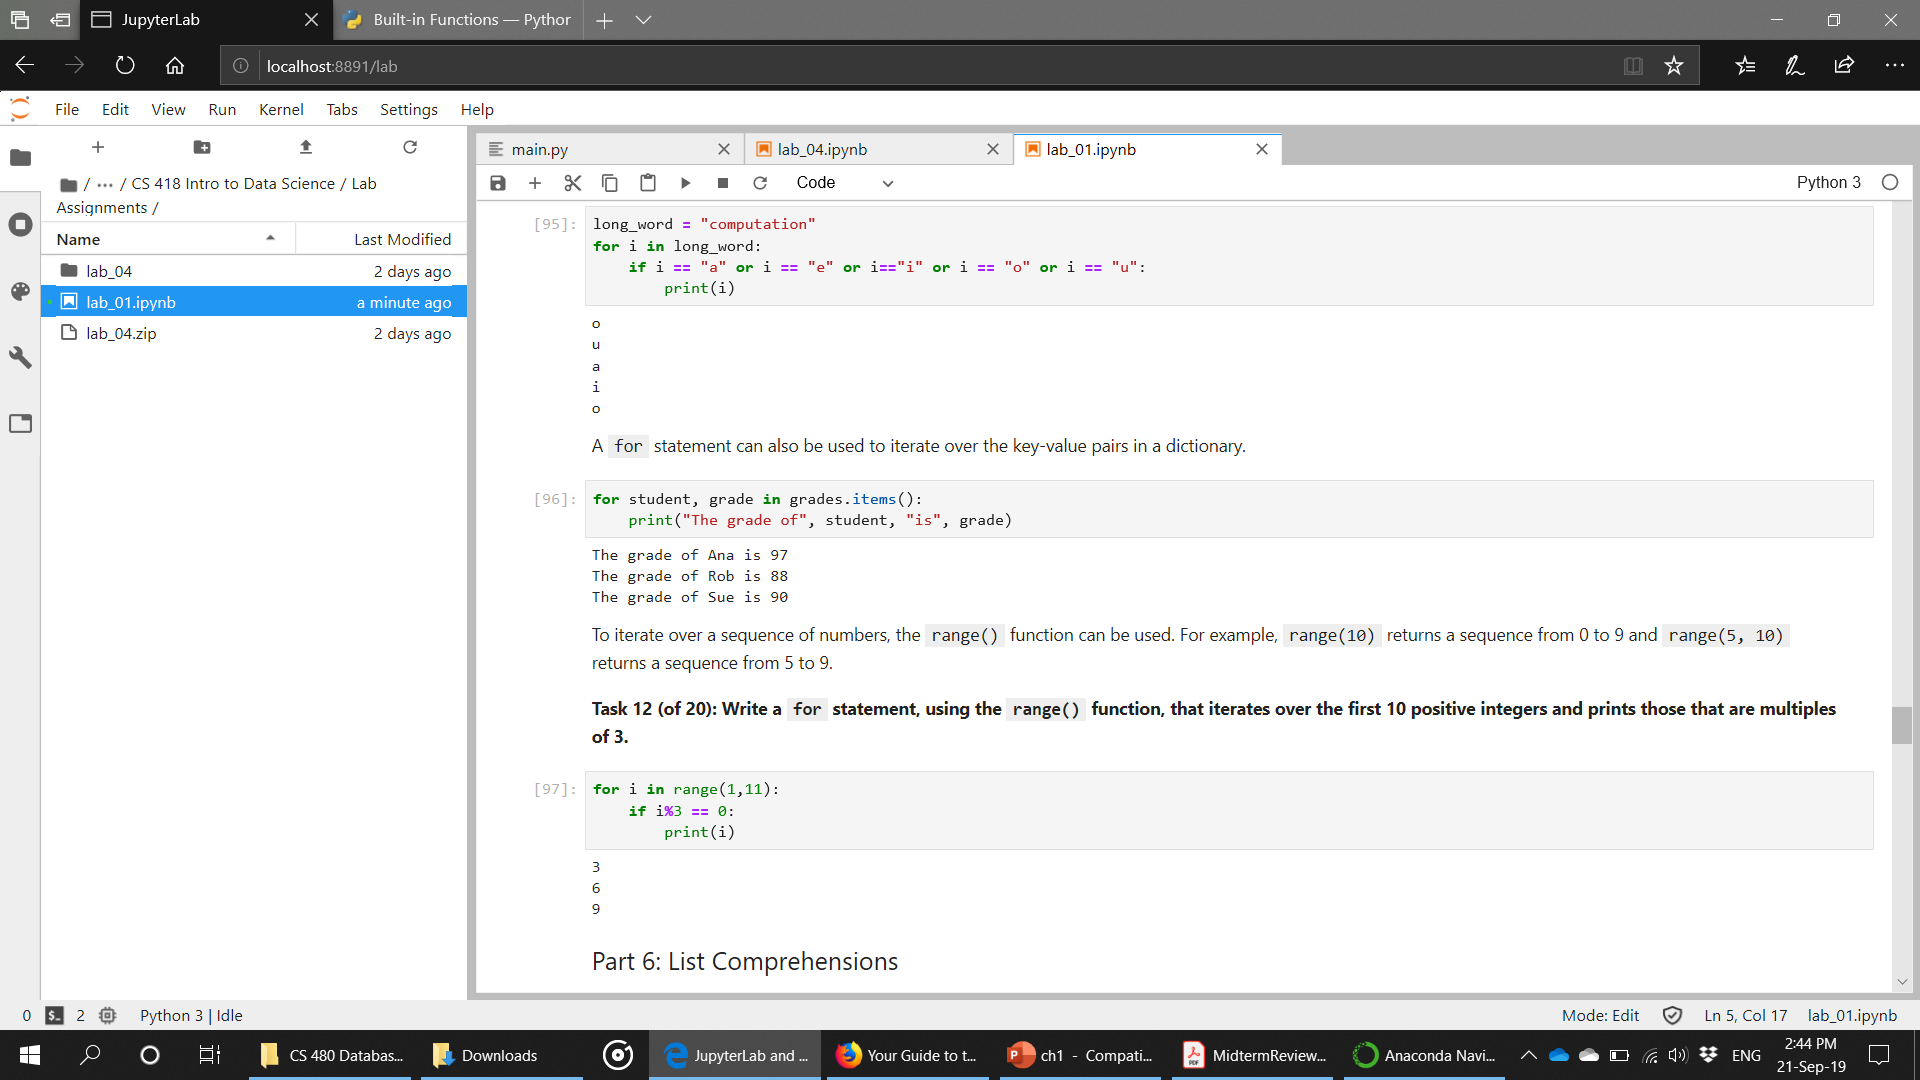 JupyterLab
Built-in Functions — Pythor
localhost:8891/lab
File Edit View Run Kernel Tabs Settings Help
/ ··· / CS 418 Intro to Data Science / Lab
Assignments /
Name Last Modified
lab_04 2 days ago
lab_01.ipynb a minute ago
lab_04.zip 2 days ago
main.py
lab_04.ipynb
lab_01.ipynb
Code
Python 3
[95]: long_word = "computation"
for i in long_word:
    if i == "a" or i == "e" or i=="i" or i == "o" or i == "u":
        print(i)
o
u
a
i
o
A for statement can also be used to iterate over the key-value pairs in a dictionary.
[96]: for student, grade in grades.items():
    print("The grade of", student, "is", grade)
The grade of Ana is 97
The grade of Rob is 88
The grade of Sue is 90
To iterate over a sequence of numbers, the range() function can be used. For example, range(10) returns a sequence from 0 to 9 and range(5, 10)
returns a sequence from 5 to 9.
Task 12 (of 20): Write a for statement, using the range() function, that iterates over the first 10 positive integers and prints those that are multiples
of 3.
[97]: for i in range(1,11):
    if i%3 == 0:
        print(i)
3
6
9
Part 6: List Comprehensions
0 $_ 2 Python 3 | Idle
Mode: Edit Ln 5, Col 17 lab_01.ipynb
CS 480 Databas...
Downloads
JupyterLab and ...
Your Guide to t...
ch1 - Compati...
MidtermReview...
Anaconda Navi...
ENG
2:44 PM
21-Sep-19